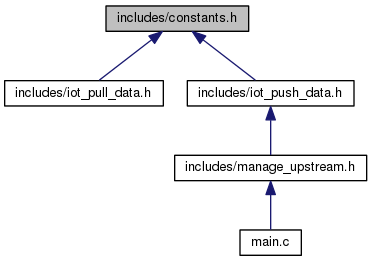 includes/constants.h
includes/iot_pull_data.h
includes/iot_push_data.h
includes/manage_upstream.h
main.c